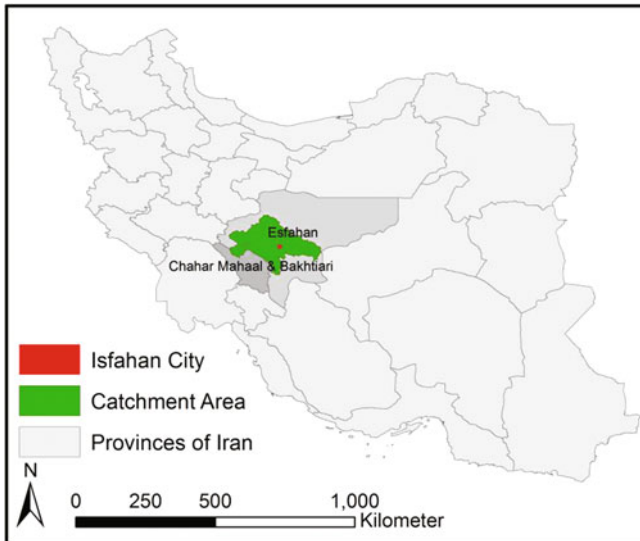 Esfahan
Chahar Mahaal & Bakhtiari
Isfahan City
Catchment Area
Provinces of Iran
N
0 250 500 1,000
Kilometer